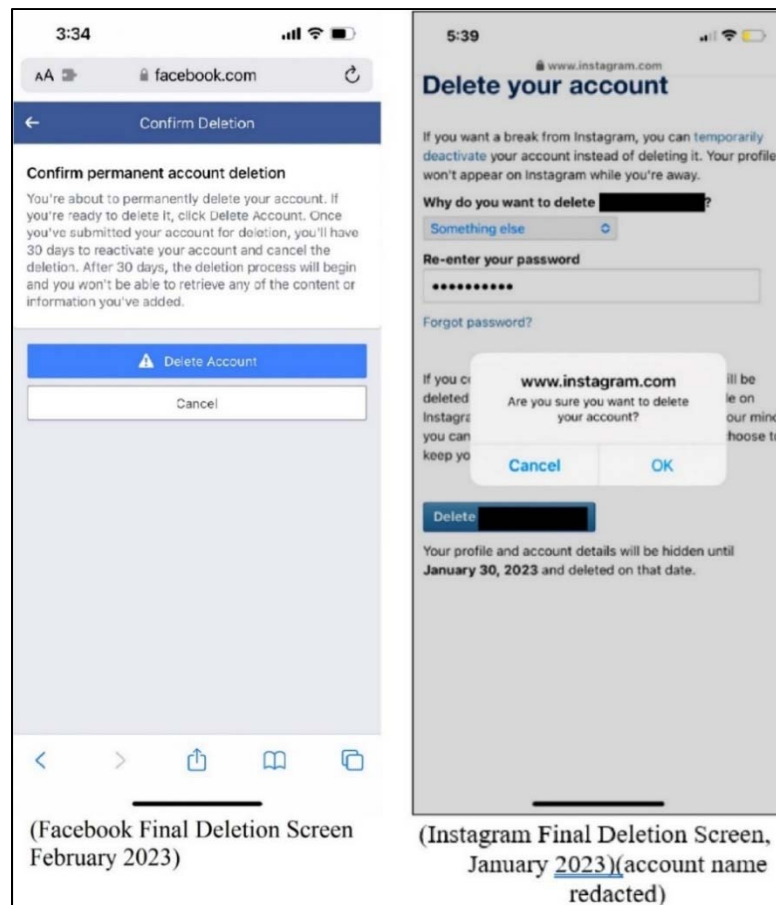 3:34
AA facebook.com
Confirm Deletion
Confirm permanent account deletion
You're about to permanently delete your account. If
you're ready to delete it, click Delete Account. Once
you've submitted your account for deletion, you'll have
30 days to reactivate your account and cancel the
deletion. After 30 days, the deletion process will begin
and you won't be able to retrieve any of the content or
information you've added.
Delete Account
Cancel
(Facebook Final Deletion Screen
February 2023)
5:39
www.instagram.com
Delete your account
If you want a break from Instagram, you can temporarily
deactivate your account instead of deleting it. Your profile
won't appear on Instagram while you're away.
Why do you want to delete ?
Something else
Re-enter your password
Forgot password?
If you ill be
deleted le on
Instagra our mind
you can hoose t
keep yo
www.instagram.com
Are you sure you want to delete
your account?
Cancel OK
Delete
Your profile and account details will be hidden until
January 30, 2023 and deleted on that date.
(Instagram Final Deletion Screen,
January 2023)(account name
redacted)